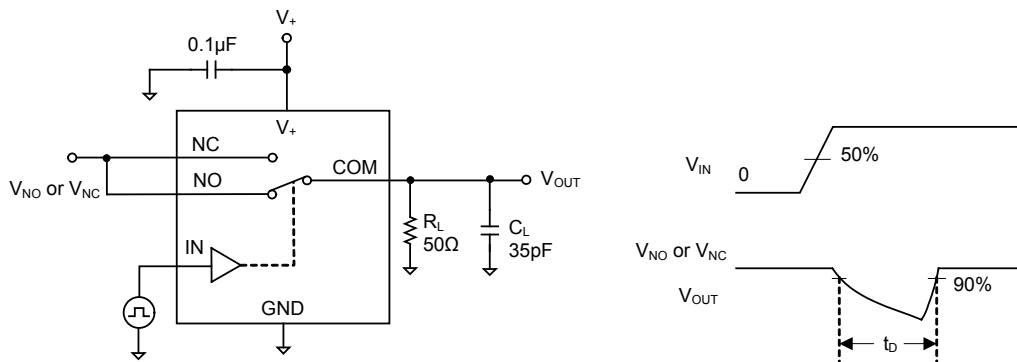 V+
0.1µF
V+
NC
NO
COM
VNO or VNC
VOUT
RL
50Ω
CL
35pF
IN
GND
VIN
0
50%
VNO or VNC
VOUT
90%
tD